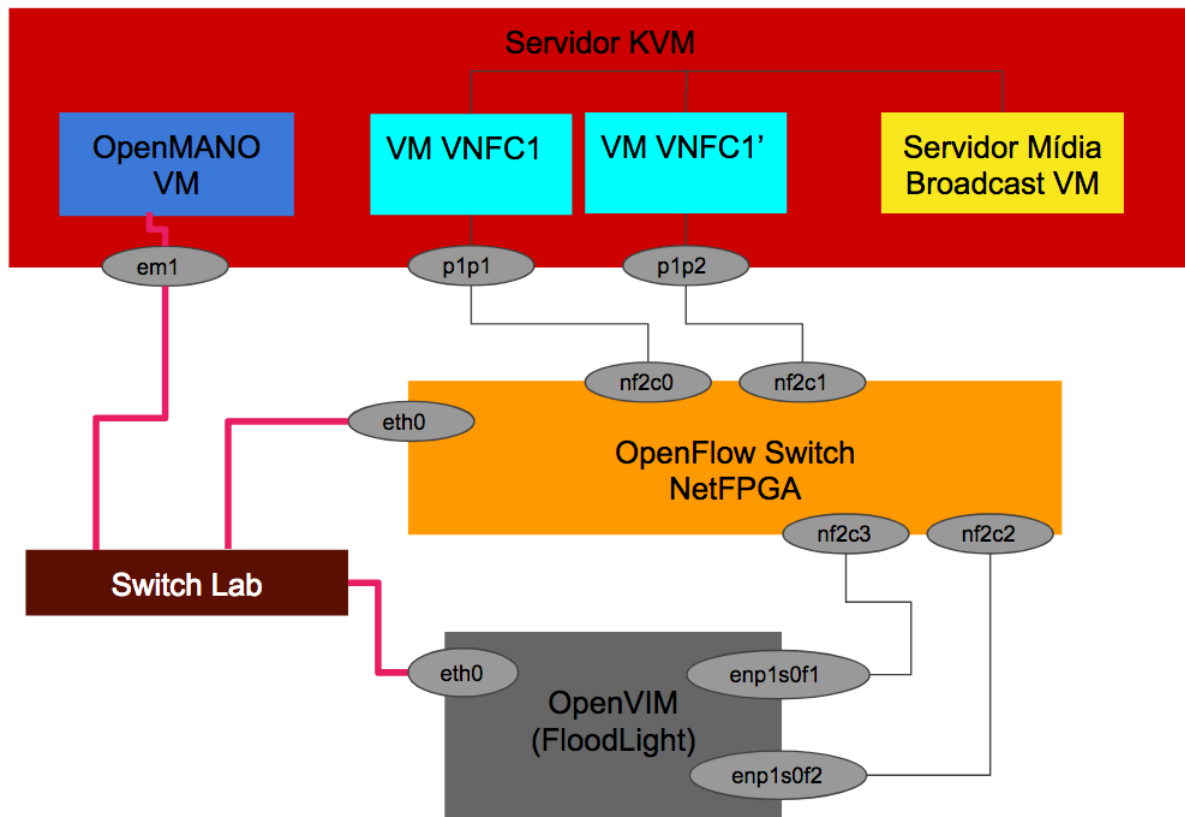 Servidor KVM
OpenMANO
VM
VM VNFC1
VM VNFC1’
Servidor Mídia
Broadcast VM
em1
p1p1
p1p2
nf2c0
nf2c1
eth0
OpenFlow Switch
NetFPGA
nf2c3
nf2c2
Switch Lab
eth0
enp1s0f1
OpenVIM
(FloodLight)
enp1s0f2